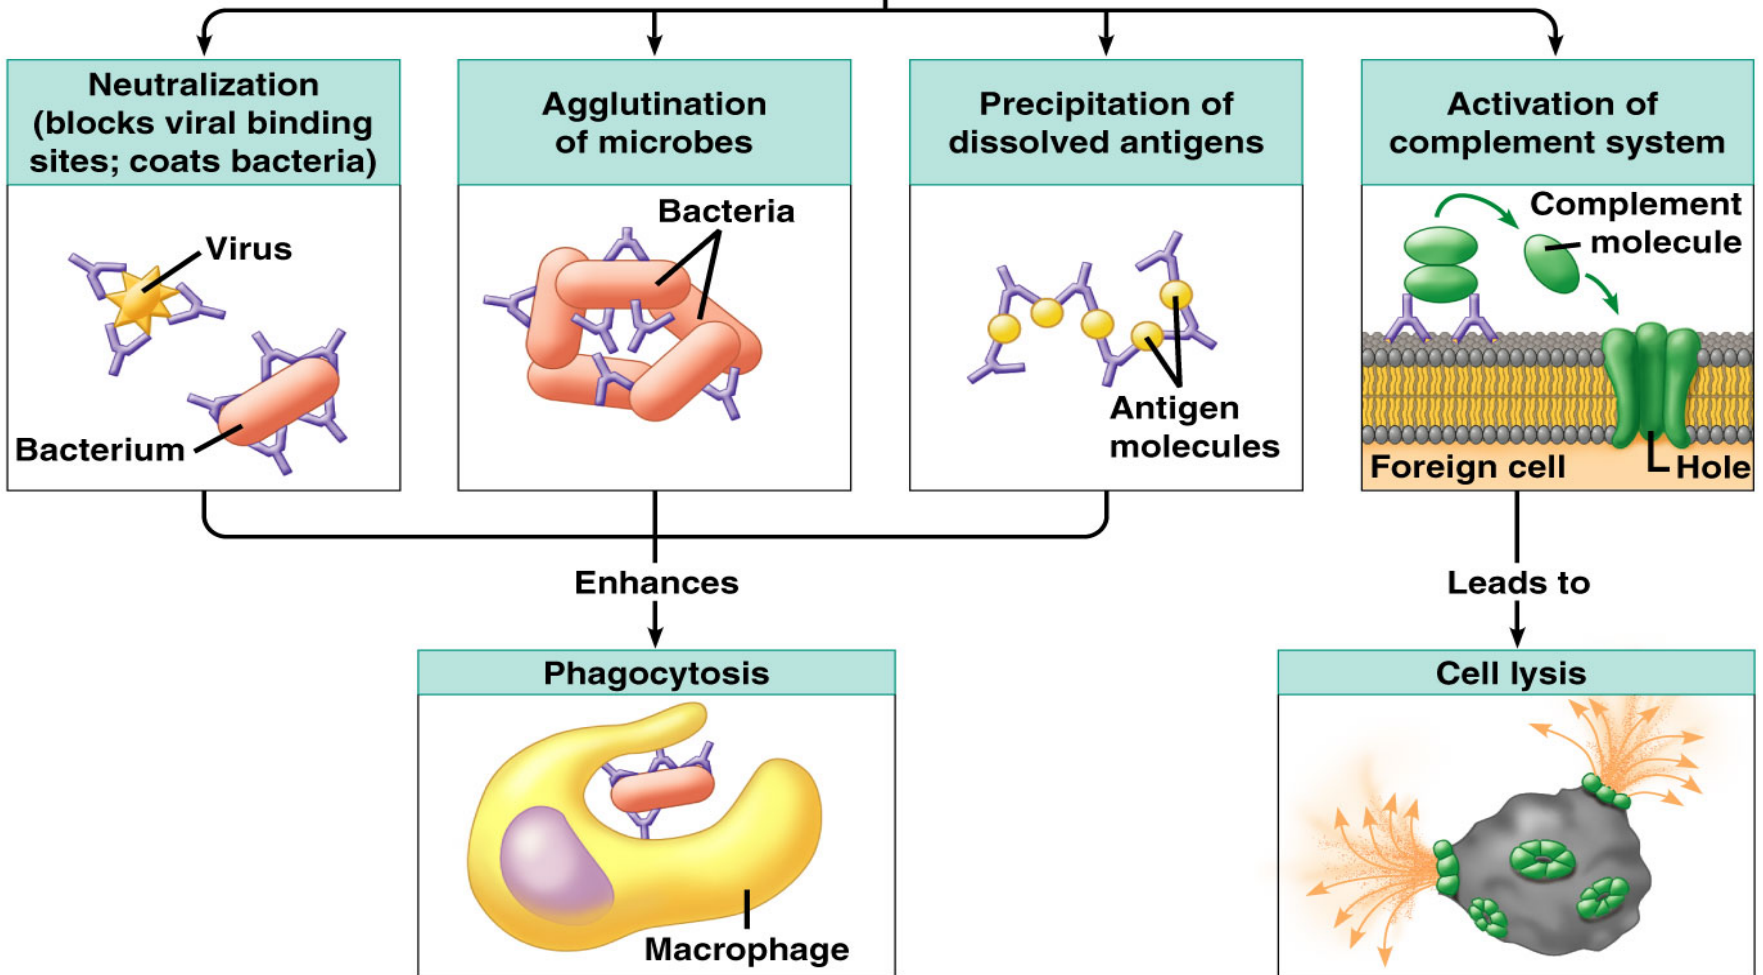 Neutralization
(blocks viral binding
sites; coats bacteria)
Agglutination
of microbes
Precipitation of
dissolved antigens
Activation of
complement system
Virus
Bacterium
Bacteria
Antigen
molecules
Complement
molecule
Foreign cell
Hole
Enhances
Leads to
Phagocytosis
Macrophage
Cell lysis